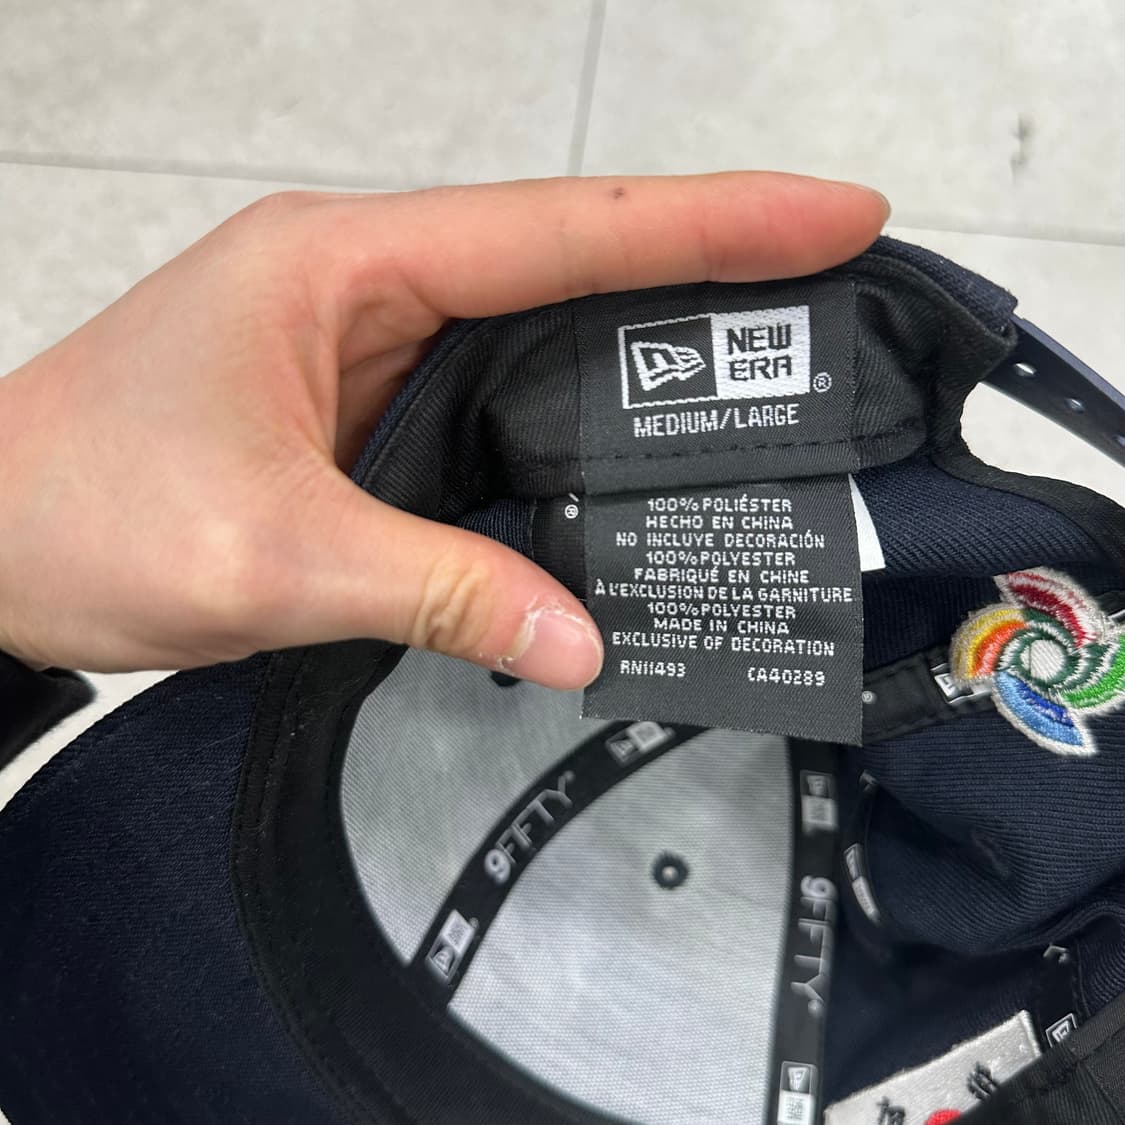 NEW
ERA
®
MEDIUM/LARGE
®
100% POLIÉSTER
HECHO EN CHINA
NO INCLUYE DECORACIÓN
100% POLYESTER
FABRIQUÉ EN CHINE
À L'EXCLUSION DE LA GARNITURE
100% POLYESTER
MADE IN CHINA
EXCLUSIVE OF DECORATION
RN11493 CA40289
9FIFTY
9FIFTY